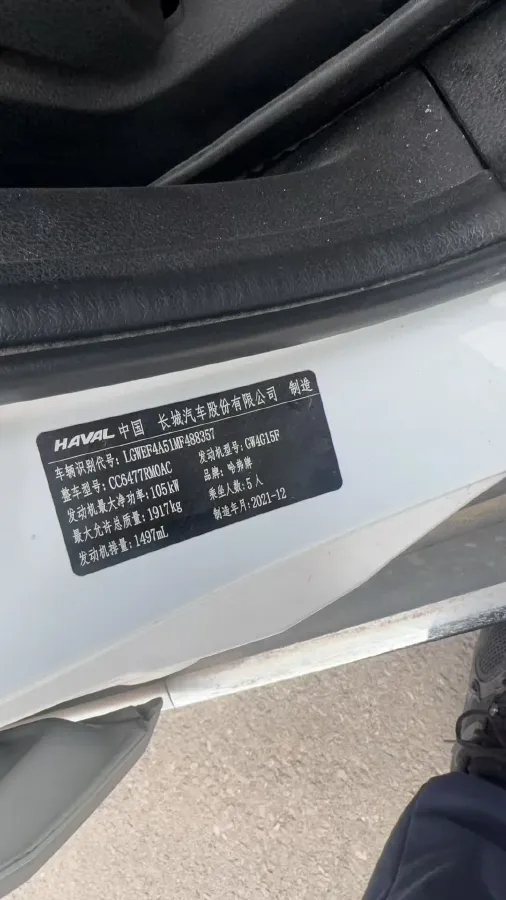 HAVAL 中国 长城汽车股份有限公司 制造
车辆识别代号: LGWEF4A51MF488357
整车型号: CC6477RM0AC 发动机型号: GW4G15F
发动机最大净功率: 105kW 品牌: 哈弗牌
最大允许总质量: 1917kg 乘坐人数: 5人
发动机排量: 1497mL 制造年月: 2021-12